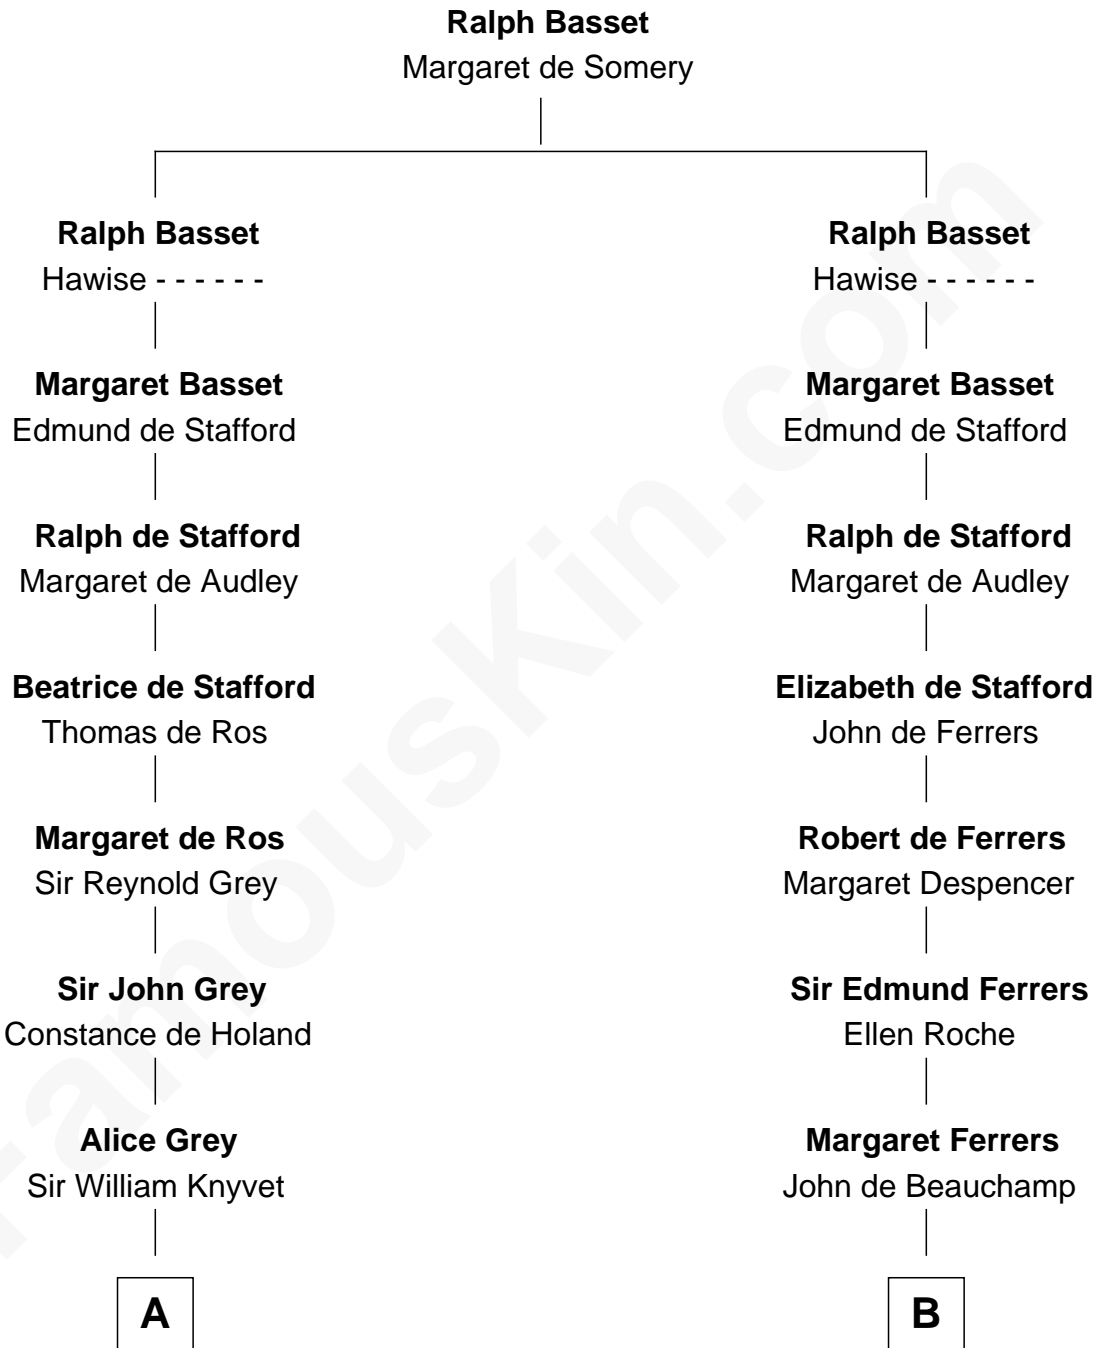 Ralph Basset
Margaret de Somery
Ralph Basset
Hawise - - - - - -
Margaret Basset
Edmund de Stafford
Ralph de Stafford
Margaret de Audley
Beatrice de Stafford
Thomas de Ros
Margaret de Ros
Sir Reynold Grey
Sir John Grey
Constance de Holand
Alice Grey
Sir William Knyvet
A
Ralph Basset
Hawise - - - - - -
Margaret Basset
Edmund de Stafford
Ralph de Stafford
Margaret de Audley
Elizabeth de Stafford
John de Ferrers
Robert de Ferrers
Margaret Despencer
Sir Edmund Ferrers
Ellen Roche
Margaret Ferrers
John de Beauchamp
B
FamousKin.com